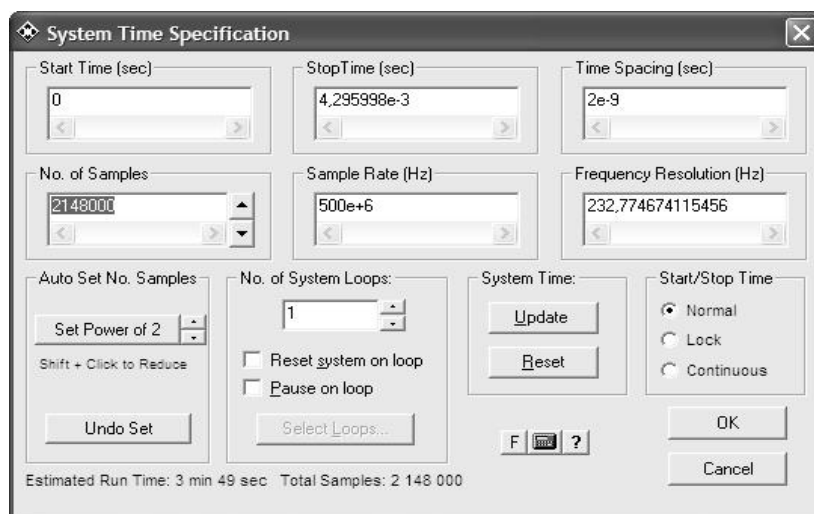 System Time Specification
Start Time (sec) StopTime (sec) Time Spacing (sec)
0 4,295998e-3 2e-9
No. of Samples Sample Rate (Hz) Frequency Resolution (Hz)
2148000 500e+6 232,774674115456
Auto Set No. Samples No. of System Loops: System Time: Start/Stop Time
Set Power of 2 1 Update Normal
Shift + Click to Reduce Reset system on loop Reset Lock
Pause on loop Continuous
Undo Set Select Loops... F ? OK
Cancel
Estimated Run Time: 3 min 49 sec Total Samples: 2 148 000